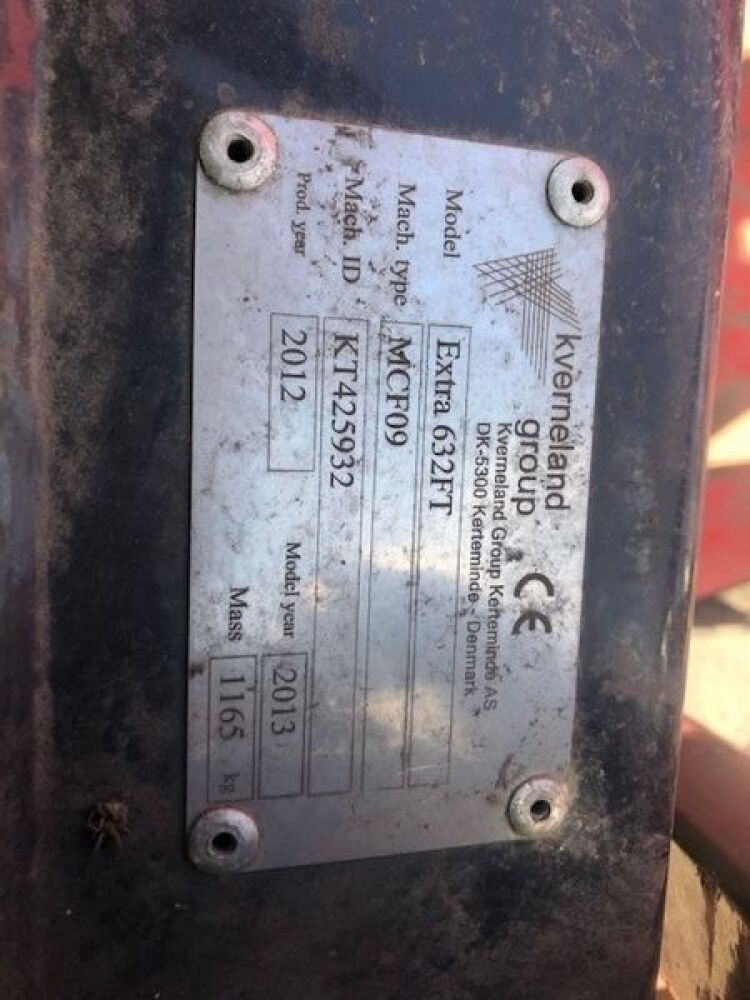 kverneland
group CE
Kverneland Group Kerteminde AS
DK-5300 Kerteminde - Denmark
Model Extra 632FT
Mach. type MCF09
Mach. ID KT425932
Prod. year 2012 Model year 2013
Mass 1165 kg